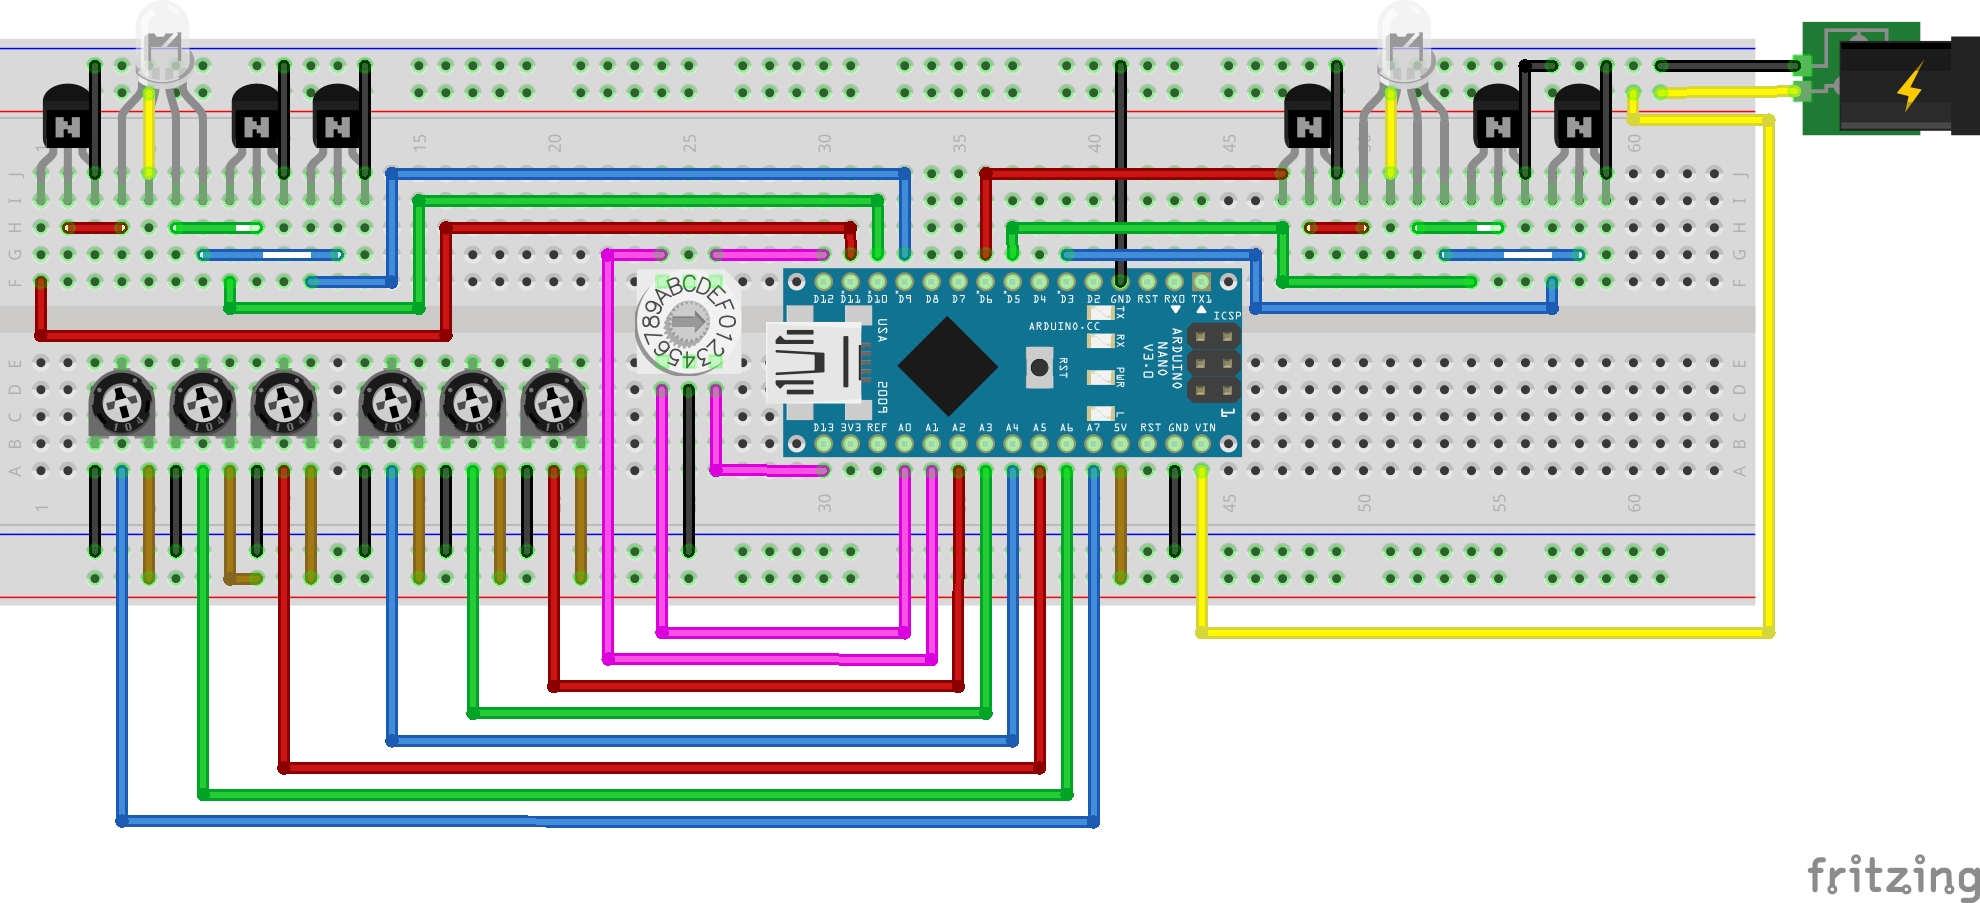 N
N
N
N
N
N
1
15
20
25
30
35
40
45
60
J
I
H
G
F
J
I
H
G
F
0123456789ABCDEF
D12 D11 D10 D9 D8 D7 D6 D5 D4 D3 D2 GND RST RX0 TX1
ICSP
TX
RX
PWR
L
ARDUINO.CC
USA
2009
RST
ARDUINO
NANO
V3.0
1
D13 3V3 REF A0 A1 A2 A3 A4 A5 A6 A7 5V RST GND VIN
E
D
C
B
A
E
D
C
B
A
104
104
104
104
104
104
1
30
45
50
55
60
fritzing